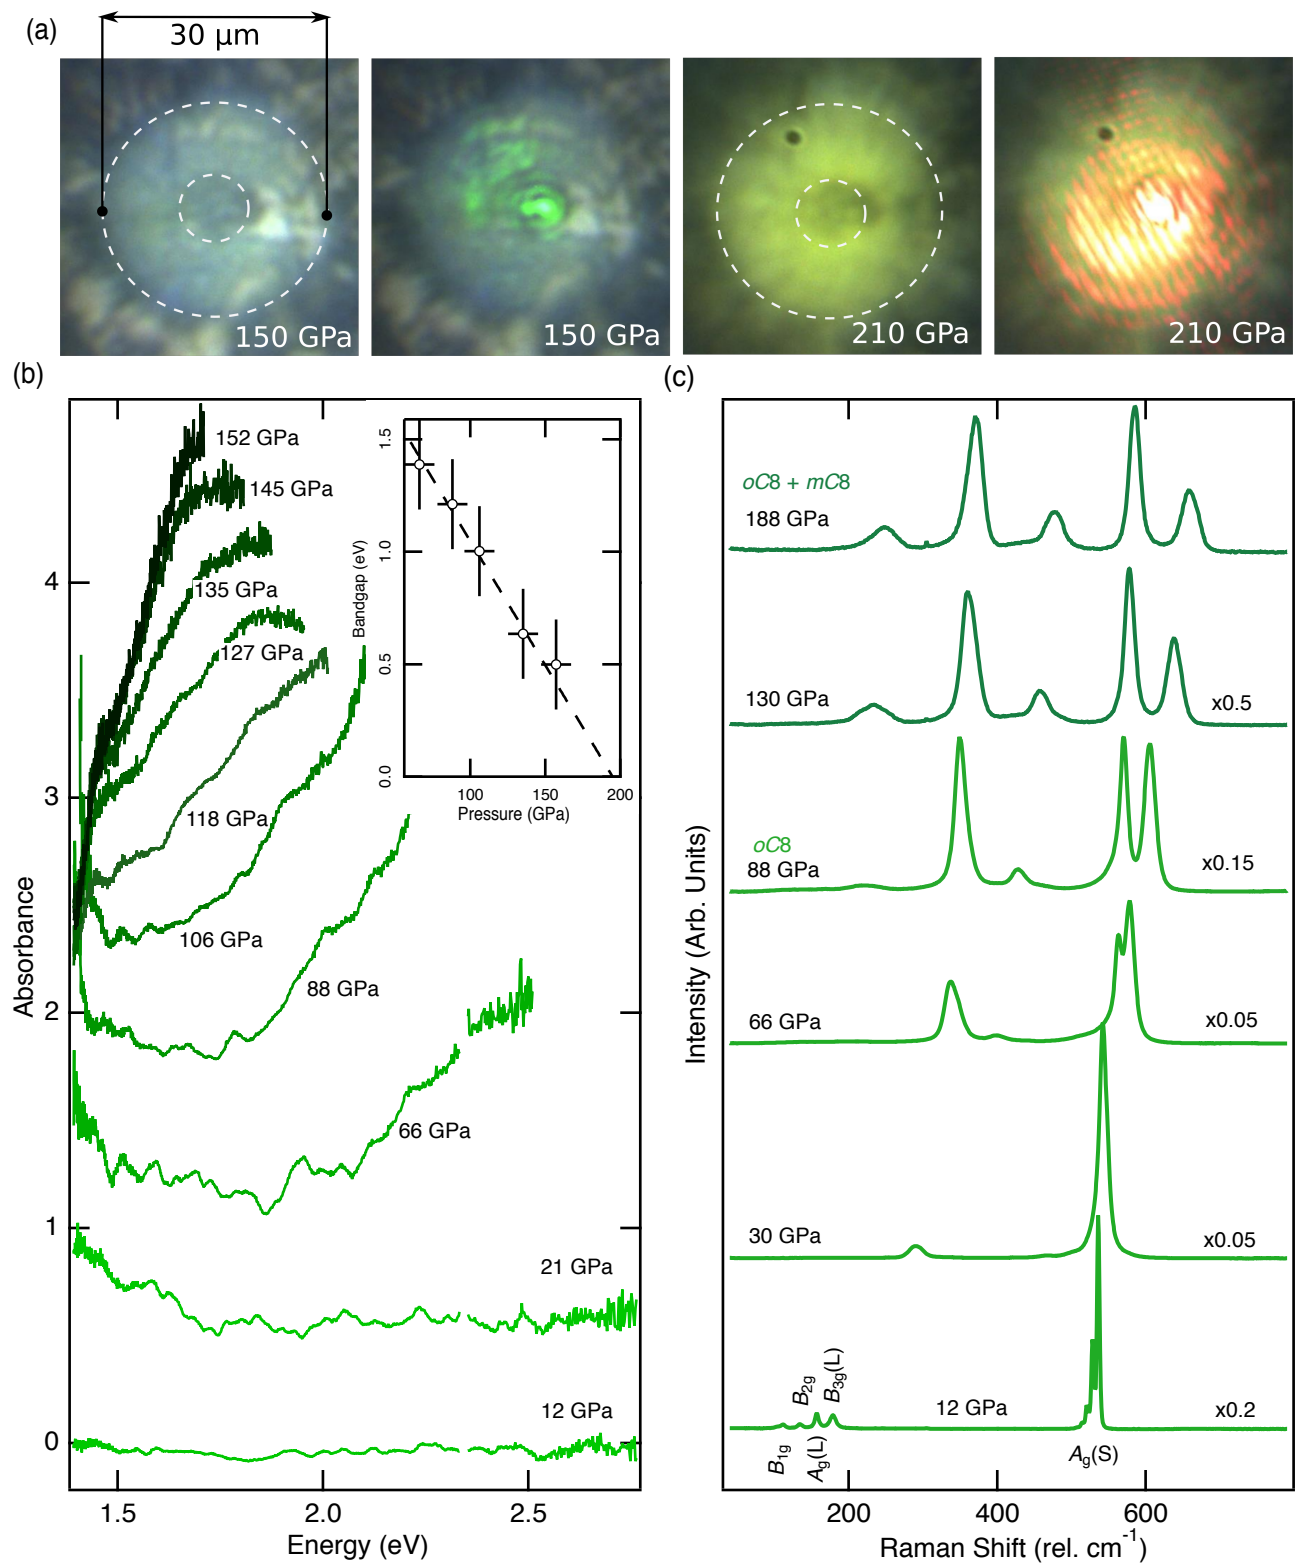 (a)
30 µm
150 GPa
150 GPa
210 GPa
210 GPa
(b)
152 GPa
145 GPa
135 GPa
127 GPa
118 GPa
106 GPa
88 GPa
66 GPa
21 GPa
12 GPa
Absorbance
4
3
2
1
0
1.5
2.0
2.5
Energy (eV)
Bandgap (eV)
1.5
1.0
0.5
0.0
100
150
200
Pressure (GPa)
(c)
oC8 + mC8
188 GPa
130 GPa
x0.5
oC8
88 GPa
x0.15
66 GPa
x0.05
30 GPa
x0.05
12 GPa
x0.2
B1g
B2g
Ag(L)
B3g(L)
Ag(S)
Intensity (Arb. Units)
200
400
600
Raman Shift (rel. cm⁻¹)